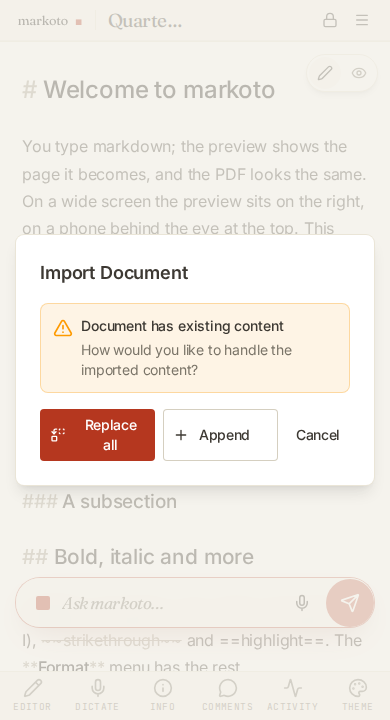 markoto
Quarte...
# Welcome to markoto
You type markdown; the preview shows the
page it becomes, and the PDF looks the same.
On a wide screen the preview sits on the right,
on a phone behind the eye at the top. This
Import Document
Document has existing content
How would you like to handle the
imported content?
Replace
all
Append
Cancel
### A subsection
## Bold, italic and more
Ask markoto...
I), ~~strikethrough~~ and ==highlight==. The
**Format** menu has the rest
EDITOR
DICTATE
INFO
COMMENTS
ACTIVITY
THEME